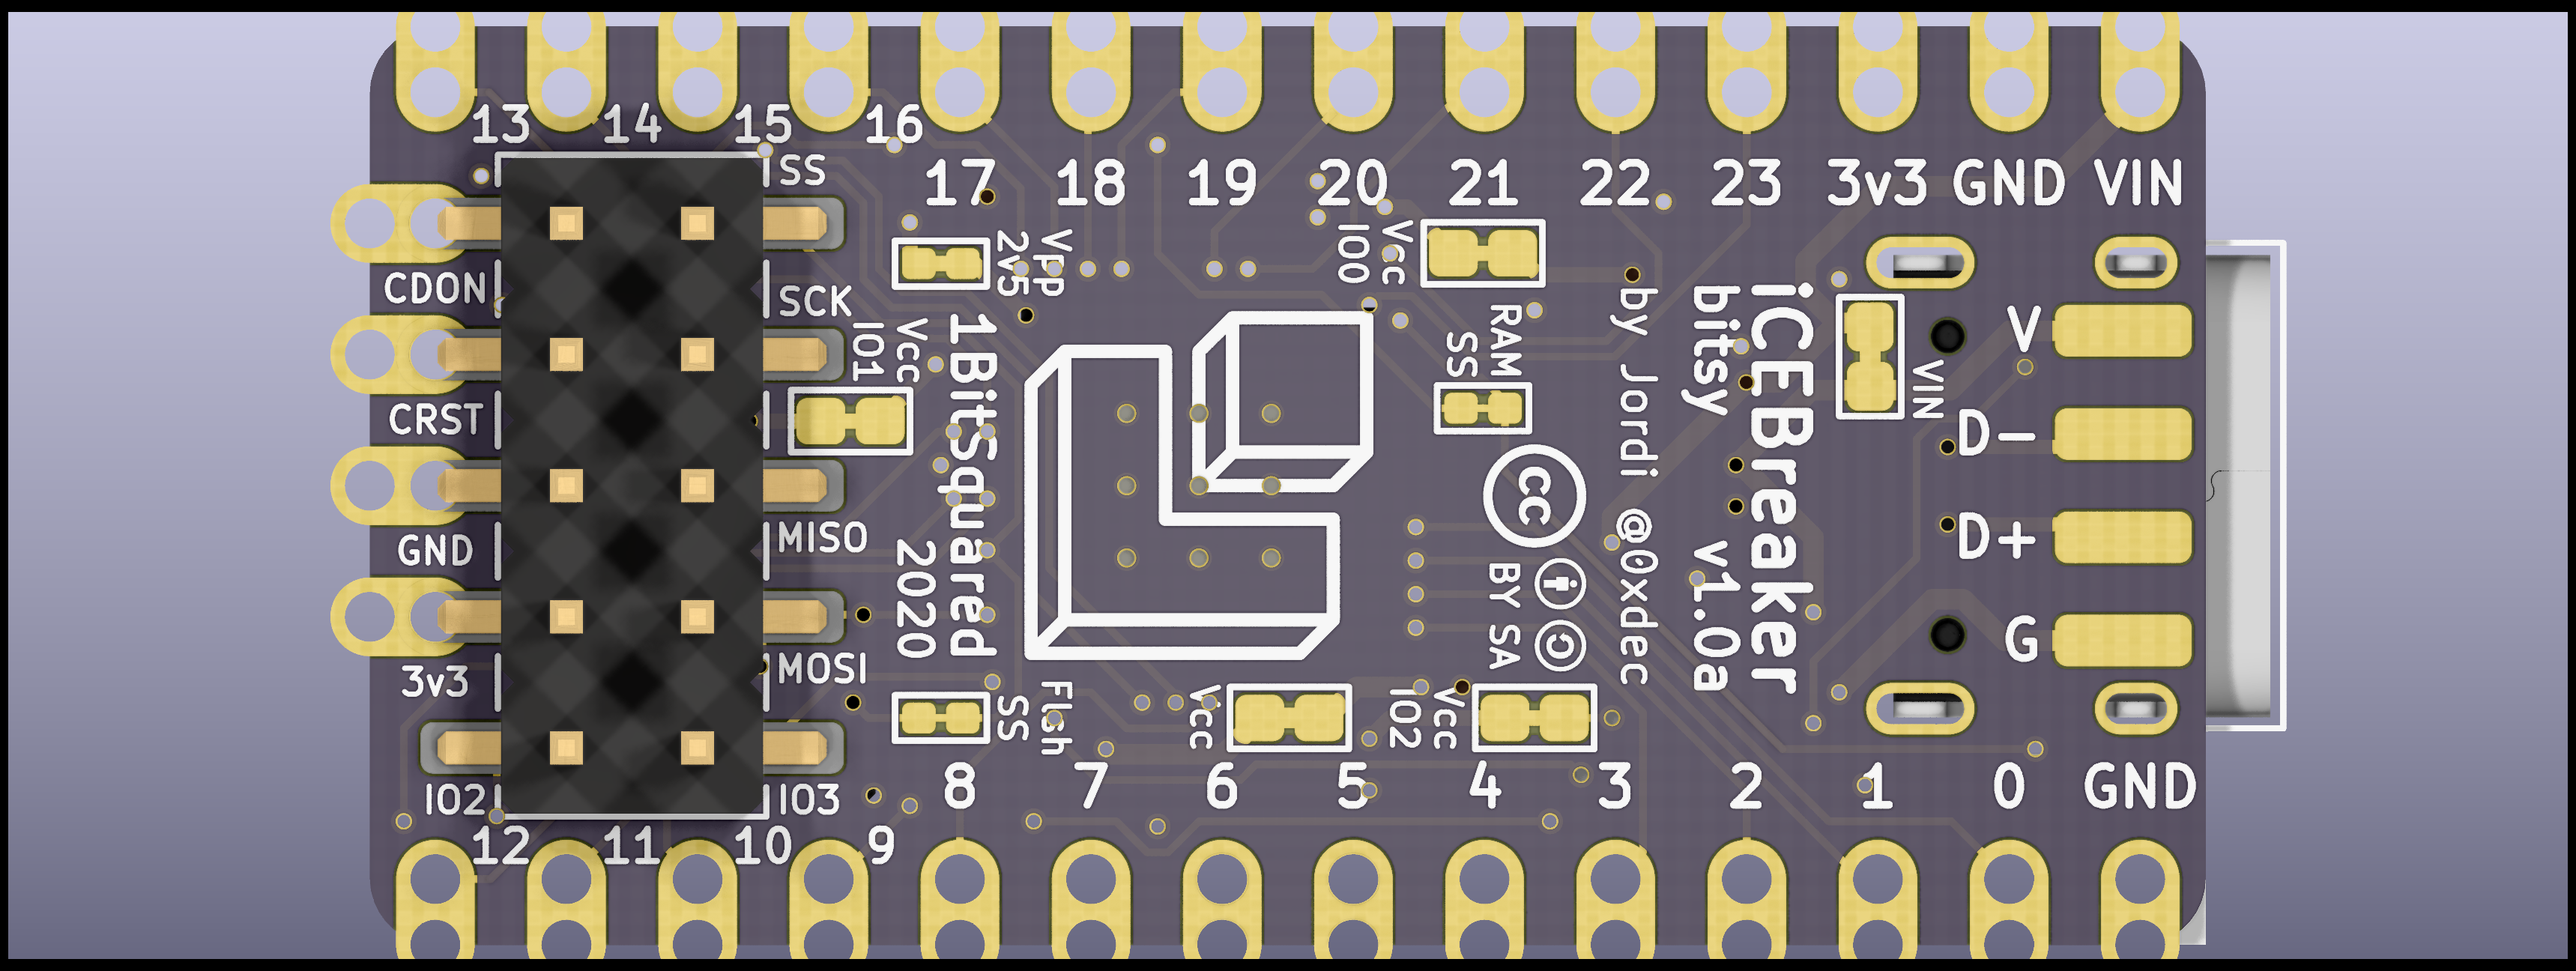 13 14 15 16
17 18 19 20 21 22 23 3v3 GND VIN
SS
CDON
SCK
CRST
MISO
GND
MOSI
3v3
IO2
IO3
Vpp
2v5
Vcc
IO0
Vcc
IO1
RAM
SS
VIN
1BitSquared
2020
cc
BY SA
by Jordi @0xdec
iCEBreaker
bitsy v1.0a
V
D-
D+
G
Flsh
SS
Vcc
Vcc
IO2
8 7 6 5 4 3 2 1 0 GND
12 11 10 9